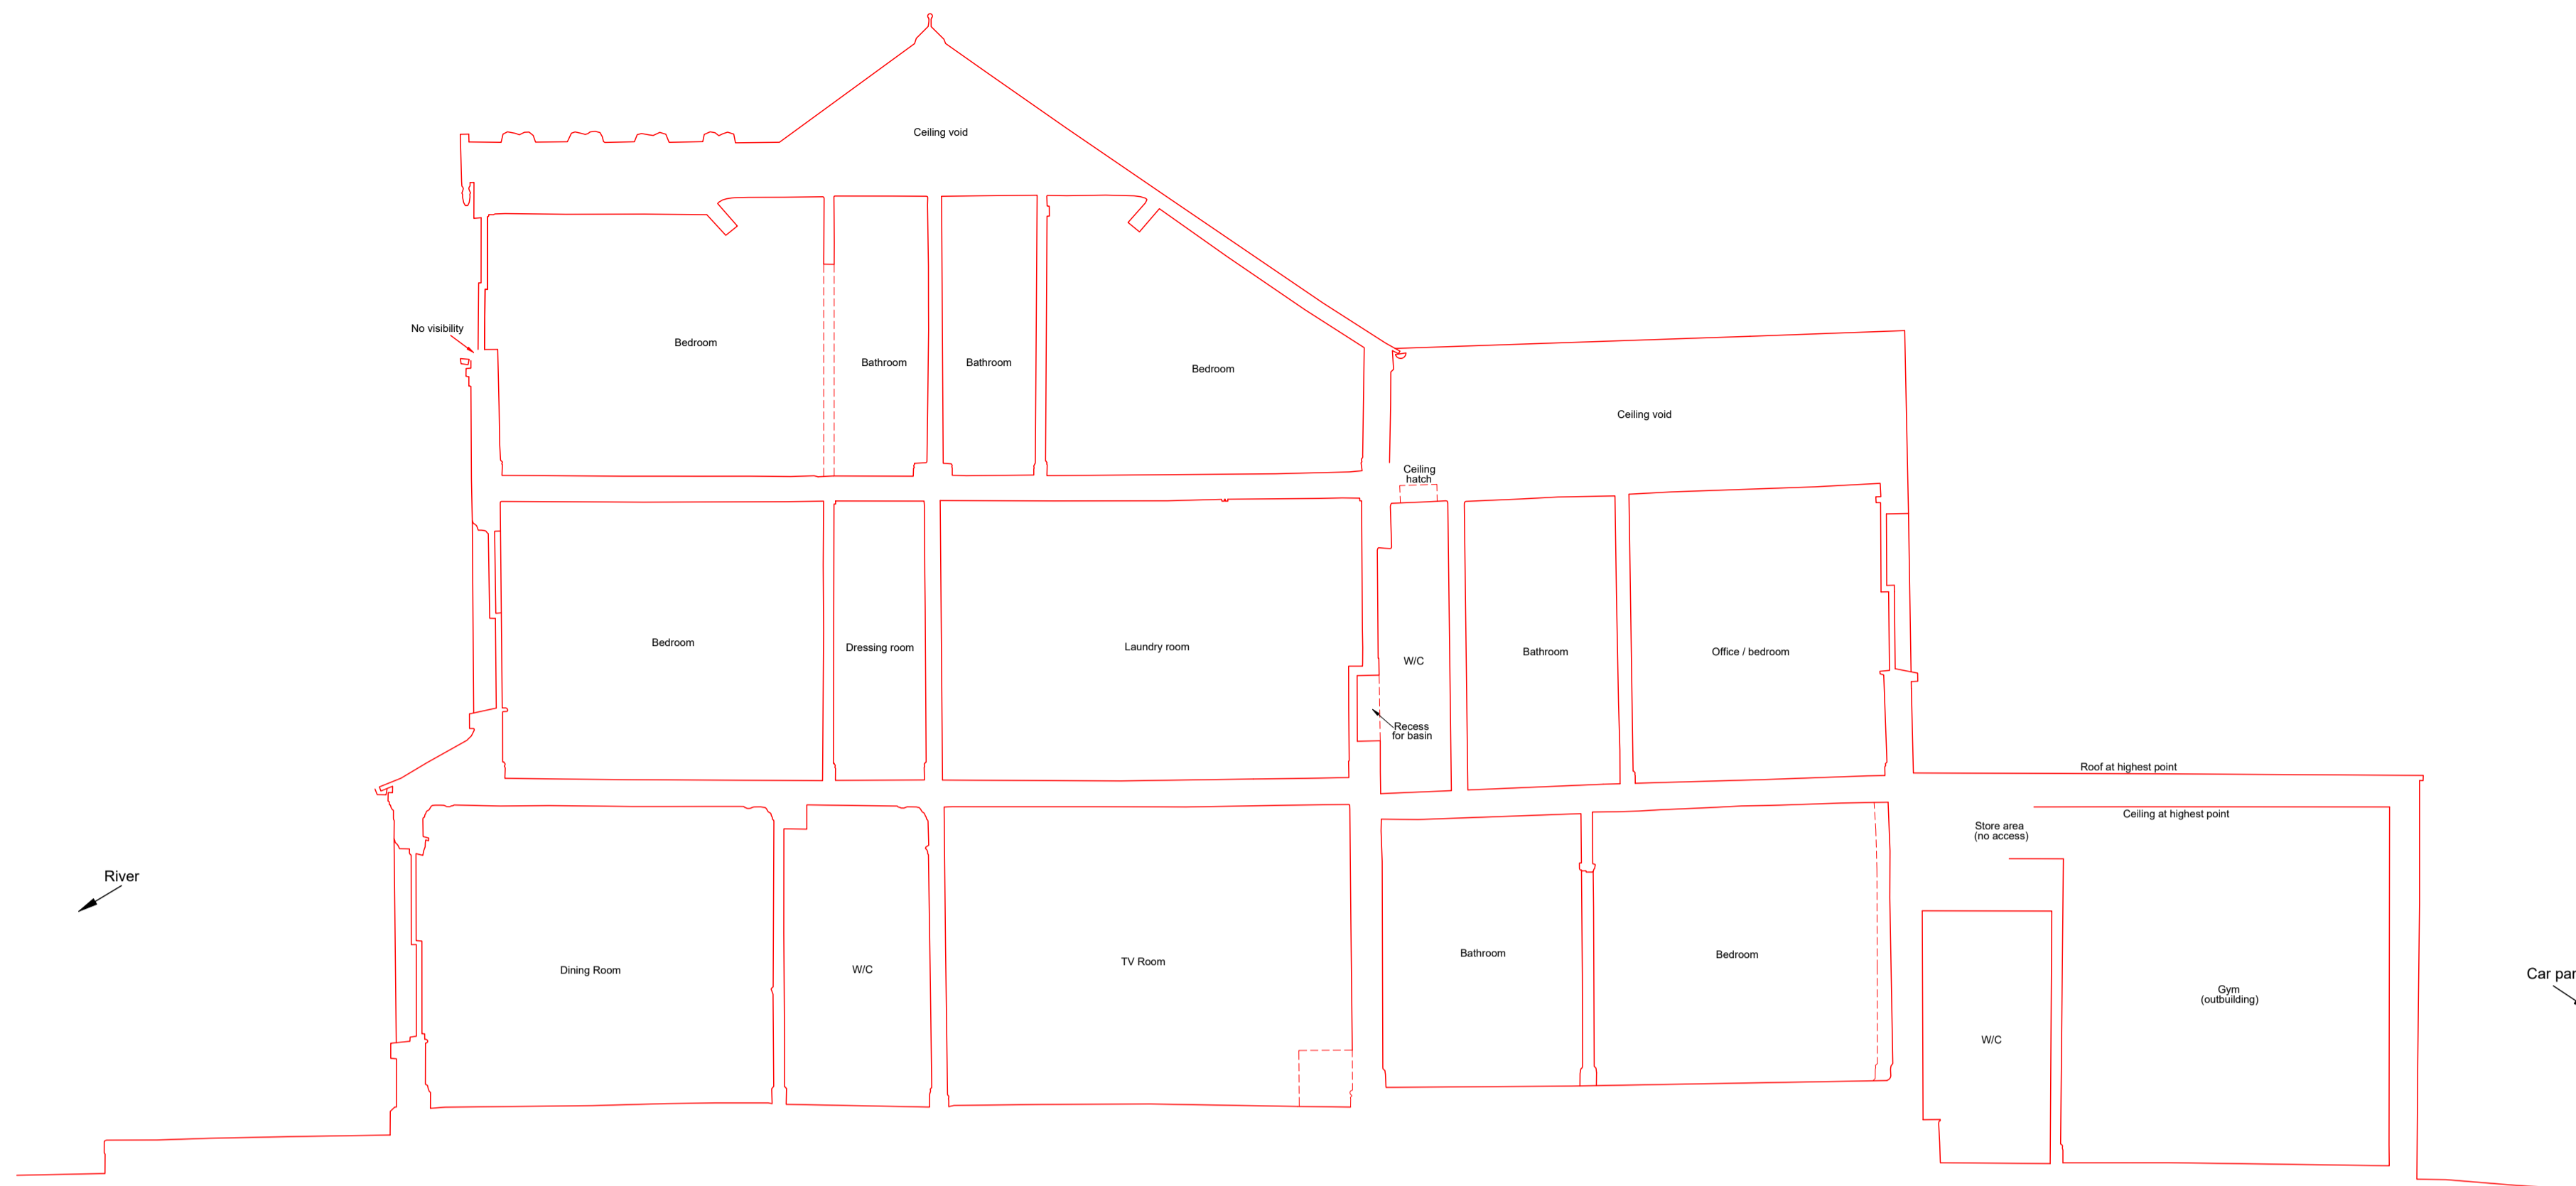 Ceiling void
No visibility
Bedroom
Bathroom
Bathroom
Bedroom
Ceiling void
Ceiling
hatch
Bedroom
Dressing room
Laundry room
W/C
Bathroom
Office / bedroom
Recess
for basin
Roof at highest point
Ceiling at highest point
Store area
(no access)
River
Dining Room
W/C
TV Room
Bathroom
Bedroom
W/C
Gym
(outbuilding)
Car par